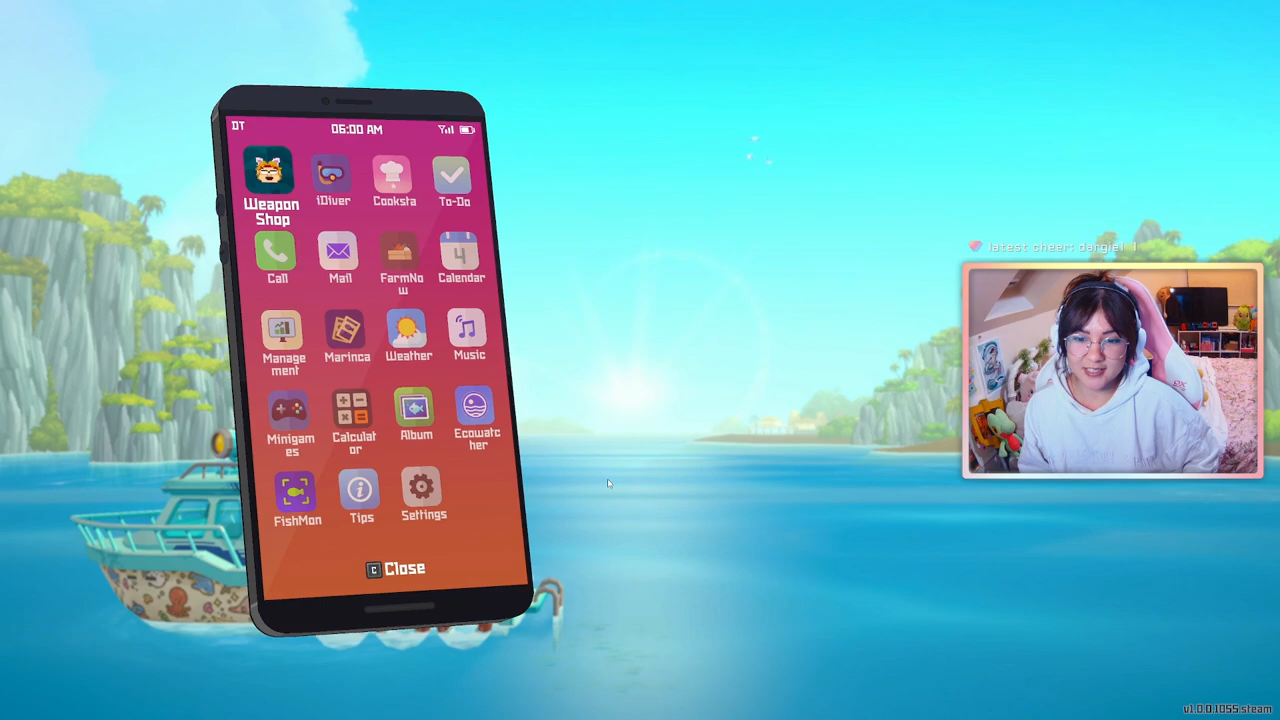 DT
06:00 AM
Weapon
Shop
iDiver
Cooksta
To-Do
Call
Mail
FarmNo
w
4
Calendar
Manage
ment
Marinca
Weather
Music
Minigam
es
Calculat
or
Album
Ecowatc
her
FishMon
Tips
Settings
C Close
latest cheer: dargiel 1
v1.0.0.1055.steam